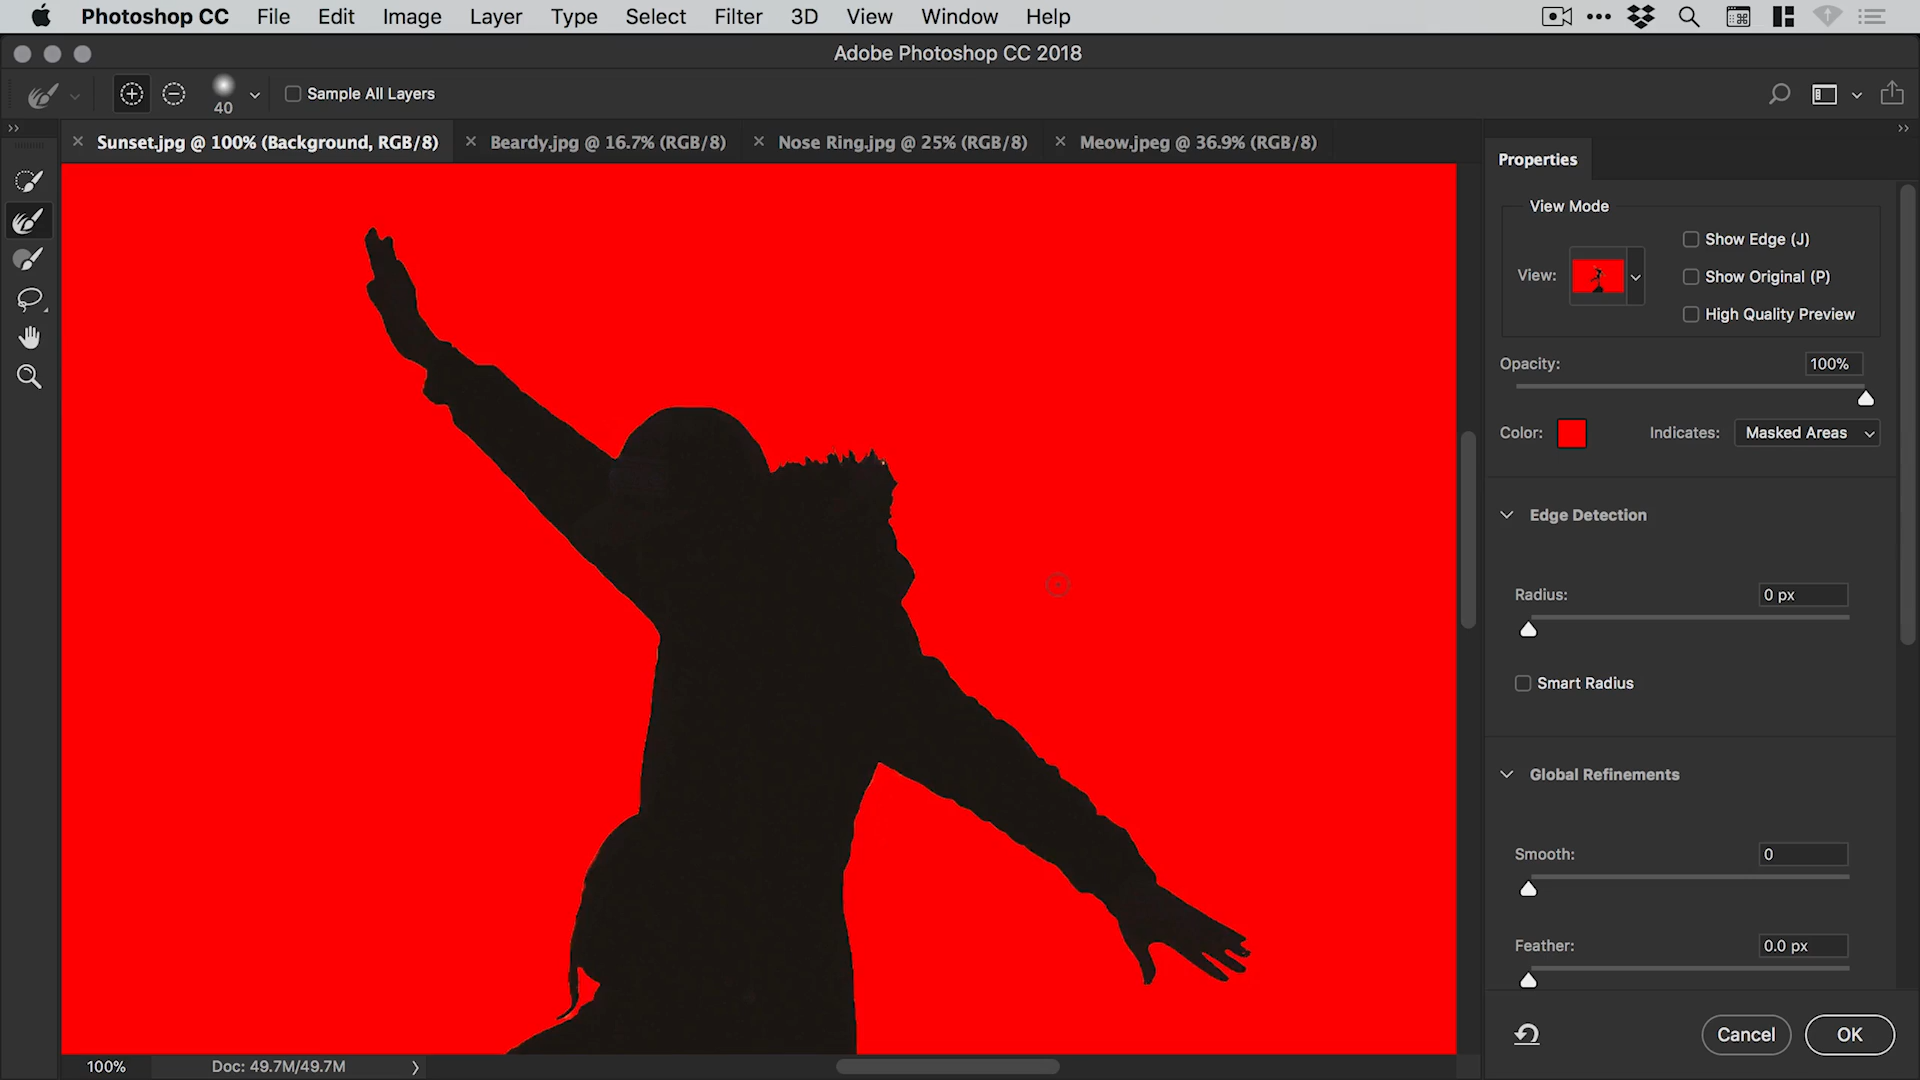 Photoshop CC File Edit Image Layer Type Select Filter 3D View Window Help
Adobe Photoshop CC 2018
40 Sample All Layers
Sunset.jpg @ 100% (Background, RGB/8) Beardy.jpg @ 16.7% (RGB/8) Nose Ring.jpg @ 25% (RGB/8) Meow.jpeg @ 36.9% (RGB/8)
Properties
View Mode
Show Edge (J)
View:
Show Original (P)
High Quality Preview
Opacity: 100%
Color: Indicates: Masked Areas
Edge Detection
Radius: 0 px
Smart Radius
Global Refinements
Smooth: 0
Feather: 0.0 px
Cancel OK
100% Doc: 49.7M/49.7M